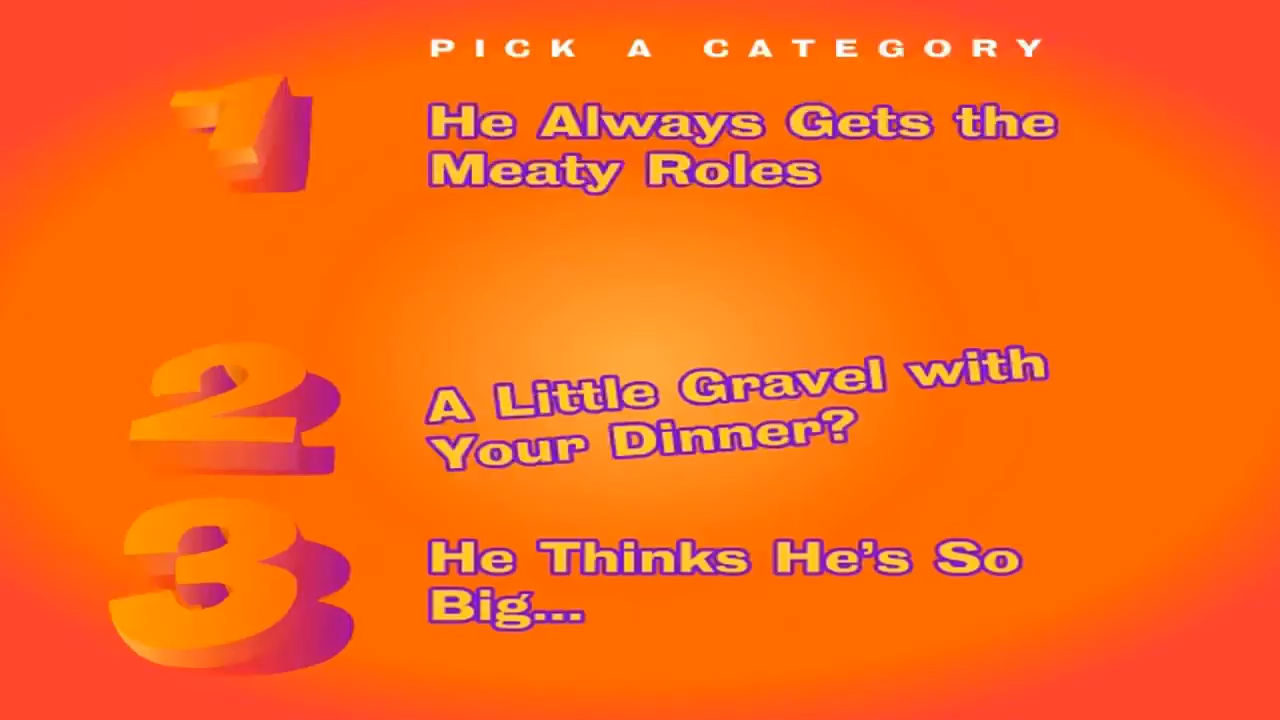 PICK A CATEGORY
1
He Always Gets the
Meaty Roles
2
A Little Gravel with
Your Dinner?
3
He Thinks He's So
Big...